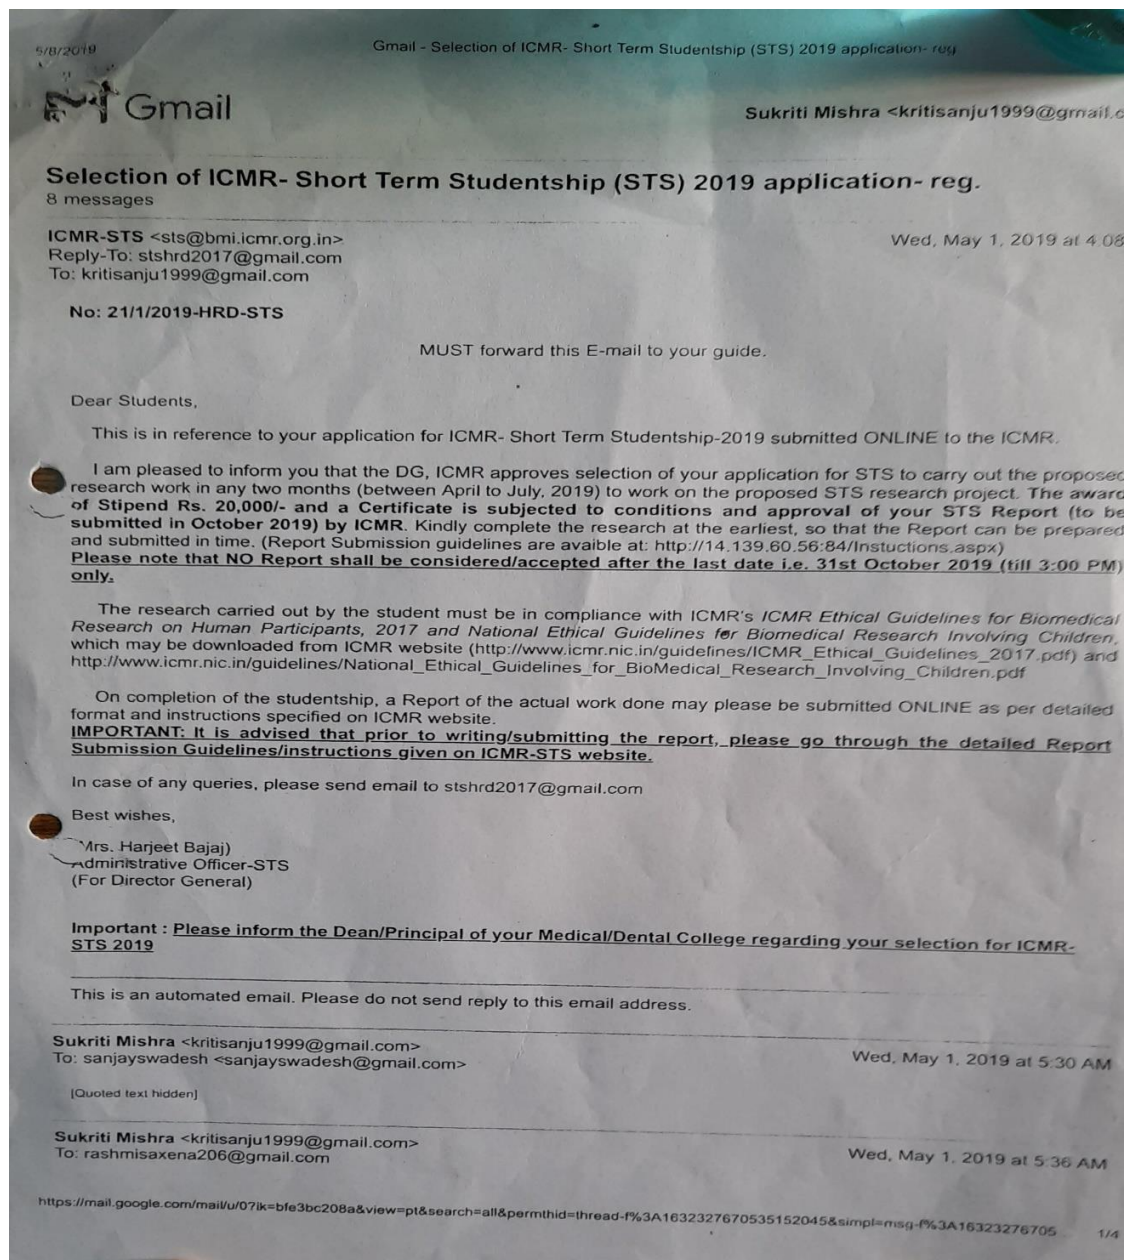 5/8/2019
Gmail - Selection of ICMR- Short Term Studentship (STS) 2019 application- reg
Gmail
Sukriti Mishra <kritisanju1999@gmail.c
Selection of ICMR- Short Term Studentship (STS) 2019 application- reg.
8 messages
ICMR-STS <sts@bmi.icmr.org.in>
Wed, May 1, 2019 at 4:08
Reply-To: stshrd2017@gmail.com
To: kritisanju1999@gmail.com
No: 21/1/2019-HRD-STS
MUST forward this E-mail to your guide.
Dear Students,
This is in reference to your application for ICMR- Short Term Studentship-2019 submitted ONLINE to the ICMR.
I am pleased to inform you that the DG, ICMR approves selection of your application for STS to carry out the proposed
research work in any two months (between April to July, 2019) to work on the proposed STS research project. The award
of Stipend Rs. 20,000/- and a Certificate is subjected to conditions and approval of your STS Report (to be
submitted in October 2019) by ICMR. Kindly complete the research at the earliest, so that the Report can be prepared
and submitted in time. (Report Submission guidelines are avaible at: http://14.139.60.56:84/Instuctions.aspx)
Please note that NO Report shall be considered/accepted after the last date i.e. 31st October 2019 (till 3:00 PM)
only.
The research carried out by the student must be in compliance with ICMR's ICMR Ethical Guidelines for Biomedical
Research on Human Participants, 2017 and National Ethical Guidelines for Biomedical Research Involving Children,
which may be downloaded from ICMR website (http://www.icmr.nic.in/guidelines/ICMR_Ethical_Guidelines_2017.pdf) and
http://www.icmr.nic.in/guidelines/National_Ethical_Guidelines_for_BioMedical_Research_Involving_Children.pdf
On completion of the studentship, a Report of the actual work done may please be submitted ONLINE as per detailed
format and instructions specified on ICMR website.
IMPORTANT: It is advised that prior to writing/submitting the report, please go through the detailed Report
Submission Guidelines/instructions given on ICMR-STS website.
In case of any queries, please send email to stshrd2017@gmail.com
Best wishes,
Mrs. Harjeet Bajaj)
Administrative Officer-STS
(For Director General)
Important : Please inform the Dean/Principal of your Medical/Dental College regarding your selection for ICMR-
STS 2019
This is an automated email. Please do not send reply to this email address.
Sukriti Mishra <kritisanju1999@gmail.com>
Wed, May 1, 2019 at 5:30 AM
To: sanjayswadesh <sanjayswadesh@gmail.com>
[Quoted text hidden]
Sukriti Mishra <kritisanju1999@gmail.com>
Wed, May 1, 2019 at 5:36 AM
To: rashmisaxena206@gmail.com
https://mail.google.com/mail/u/0?ik=bfe3bc208a&view=pt&search=all&permthid=thread-f%3A1632327670535152045&simpl=msg-f%3A16323276705
1/4